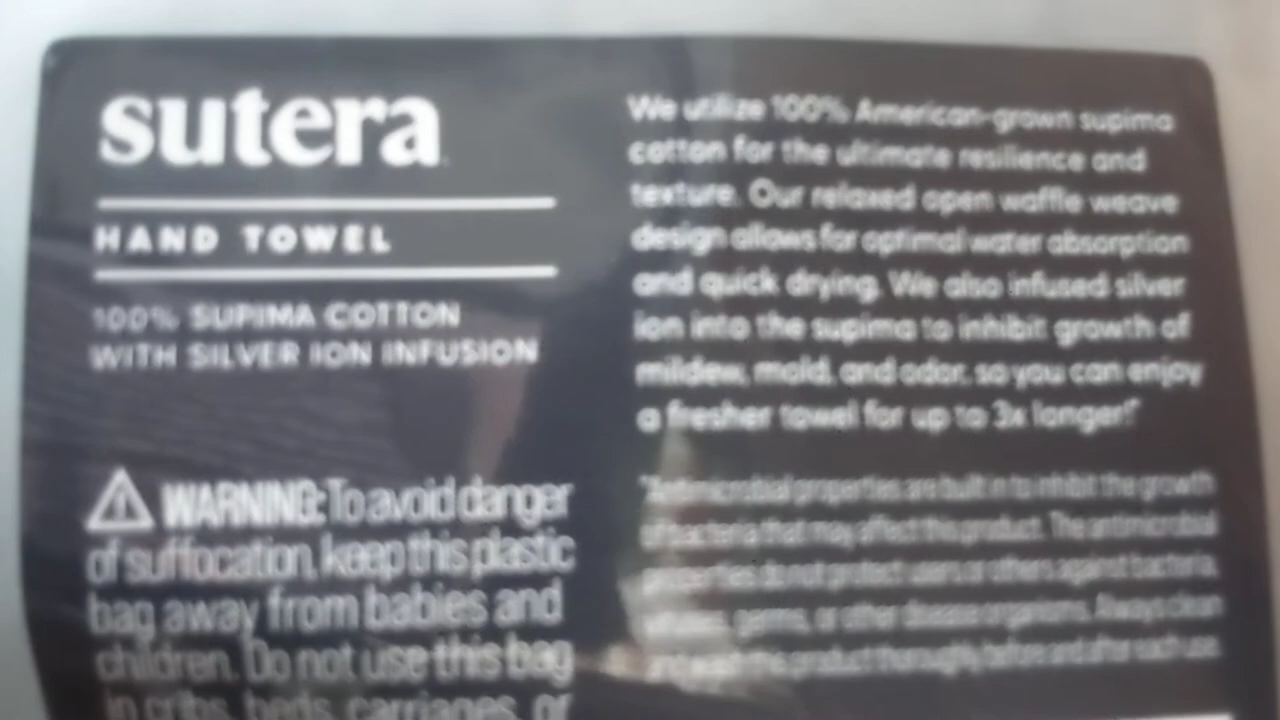 sutera
HAND TOWEL
100% SUPIMA COTTON
WITH SILVER ION INFUSION
WARNING: To avoid danger
of suffocation, keep this plastic
bag away from babies and
children. Do not use this bag
in cribs, beds, carriages, or
We utilize 100% American-grown supima
cotton for the ultimate resilience and
texture. Our relaxed open waffle weave
design allows for optimal water absorption
and quick drying. We also infused silver
ion into the supima to inhibit growth of
mildew, mold, and odor, so you can enjoy
a fresher towel for up to 3x longer!*
*Antimicrobial properties are built in to inhibit the growth
of bacteria that may affect this product. The antimicrobial
properties do not protect users or others against bacteria,
viruses, germs, or other disease organisms. Always clean
this product thoroughly before and after each use.